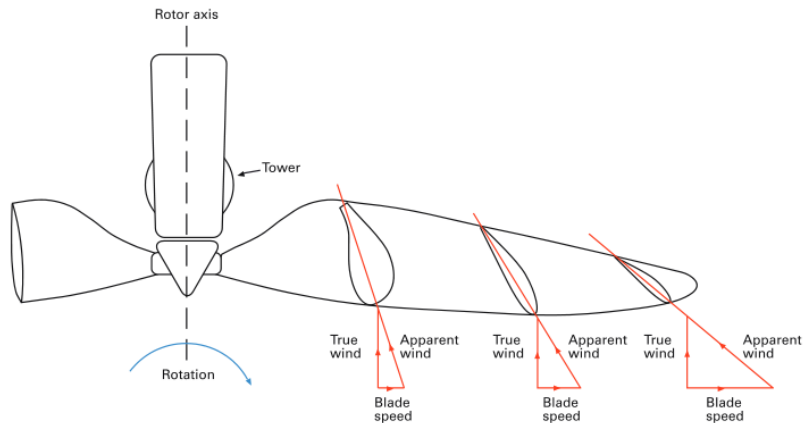 Rotor axis
Tower
True
wind
Apparent
wind
True
wind
Apparent
wind
True
wind
Apparent
wind
Rotation
Blade
speed
Blade
speed
Blade
speed